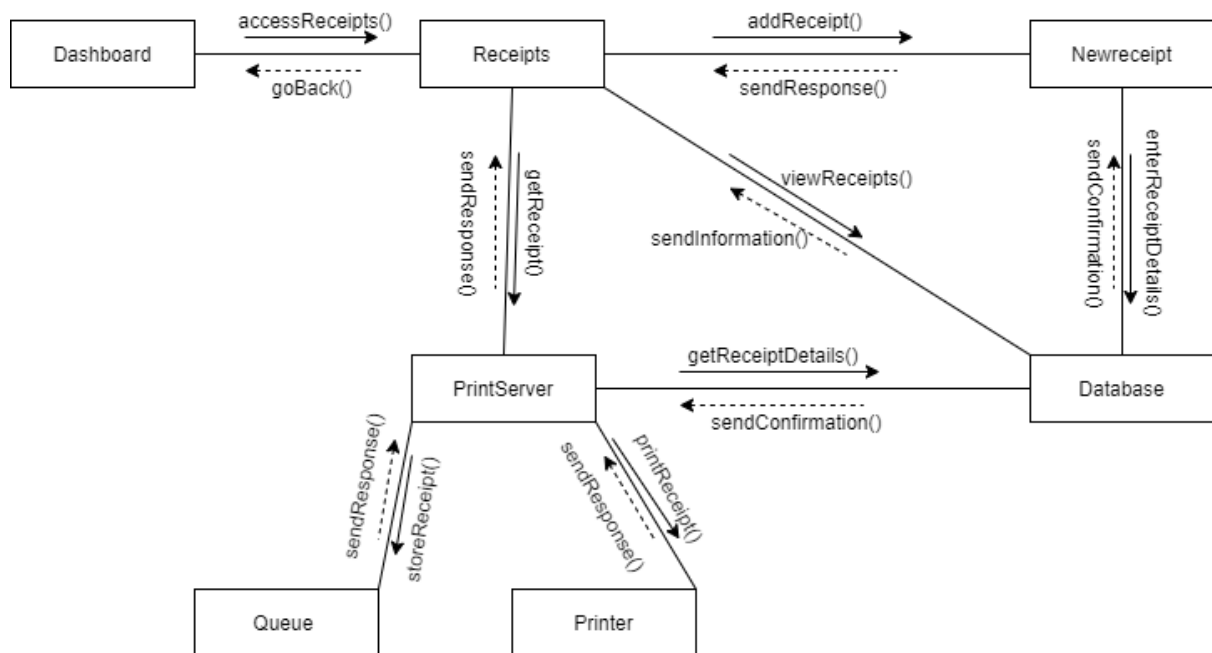 accessReceipts()
addReceipt()
Dashboard
Receipts
Newreceipt
goBack()
sendResponse()
sendResponse()
getReceipt()
viewReceipts()
sendInformation()
sendConfirmation()
enterReceiptDetails()
getReceiptDetails()
PrintServer
Database
sendConfirmation()
sendResponse()
storeReceipt()
sendResponse()
printReceipt()
Queue
Printer